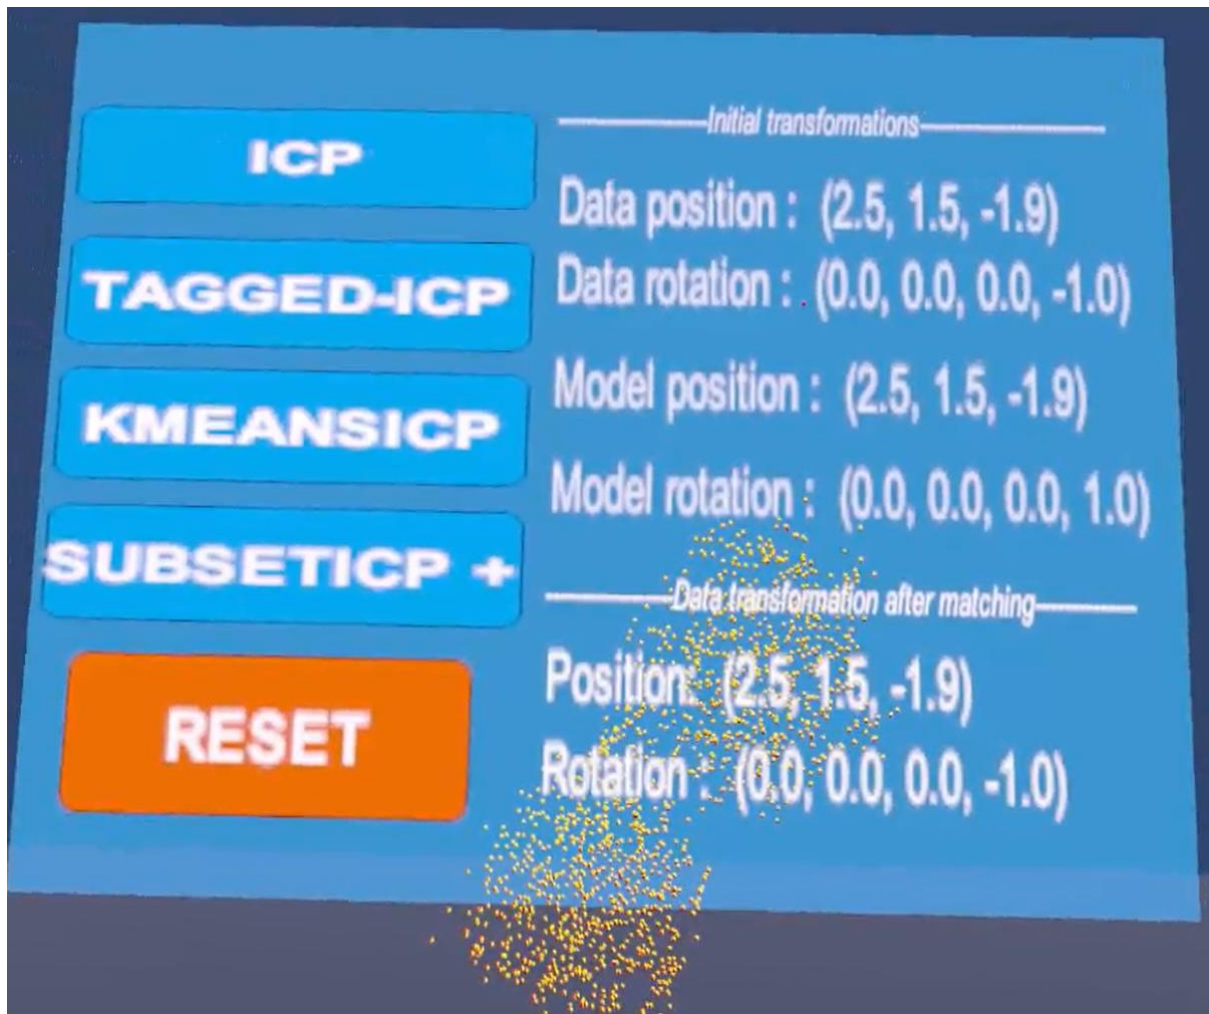 ICP
TAGGED-ICP
KMEANSICP
SUBSETICP +
RESET
Initial transformations
Data position : (2.5, 1.5, -1.9)
Data rotation : (0.0, 0.0, 0.0, -1.0)
Model position : (2.5, 1.5, -1.9)
Model rotation : (0.0, 0.0, 0.0, 1.0)
Data transformation after matching
Position: (2.5, 1.5, -1.9)
Rotation : (0.0, 0.0, 0.0, -1.0)